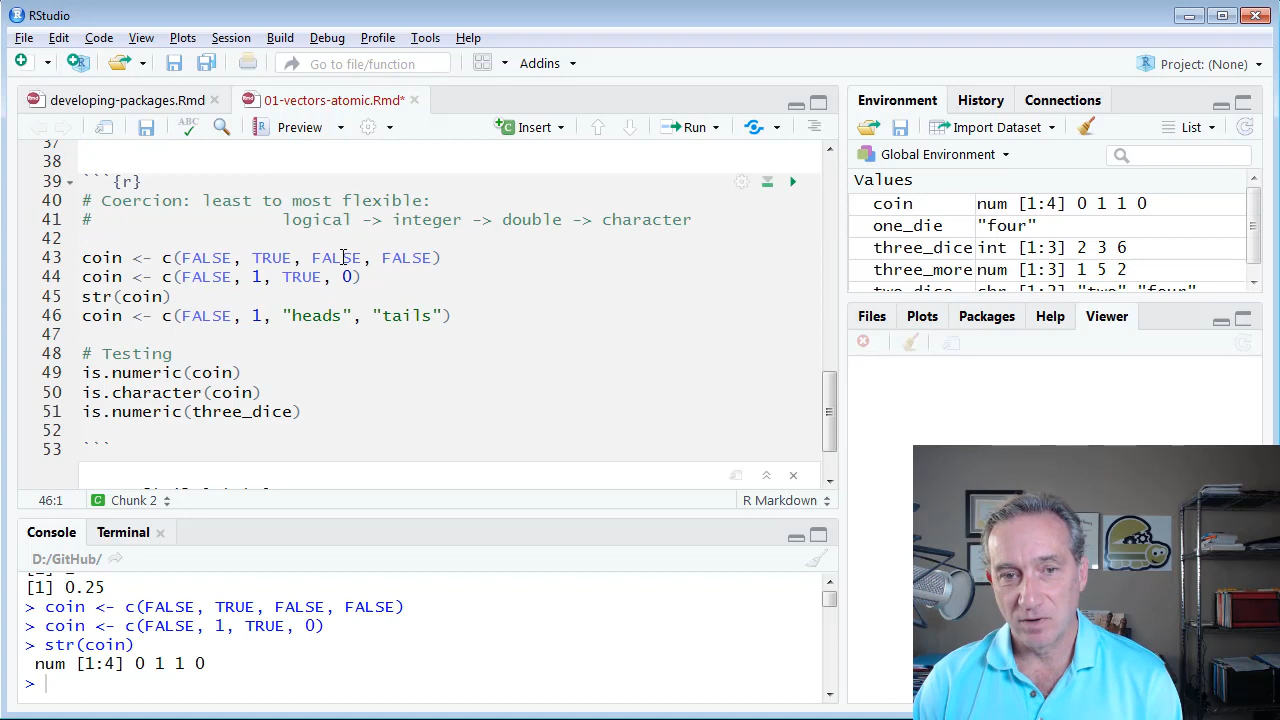 RStudio
File Edit Code View Plots Session Build Debug Profile Tools Help
Go to file/function Addins Project: (None)
developing-packages.Rmd 01-vectors-atomic.Rmd*
ABC Preview Insert Run
37
38
39 ```{r}
40 # Coercion: least to most flexible:
41 # logical -> integer -> double -> character
42
43 coin <- c(FALSE, TRUE, FALSE, FALSE)
44 coin <- c(FALSE, 1, TRUE, 0)
45 str(coin)
46 coin <- c(FALSE, 1, "heads", "tails")
47
48 # Testing
49 is.numeric(coin)
50 is.character(coin)
51 is.numeric(three_dice)
52
53 ```
46:1 Chunk 2 R Markdown
Console Terminal
D:/GitHub/
[1] 0.25
> coin <- c(FALSE, TRUE, FALSE, FALSE)
> coin <- c(FALSE, 1, TRUE, 0)
> str(coin)
num [1:4] 0 1 1 0
>
Environment History Connections
Import Dataset List
Global Environment
Values
coin num [1:4] 0 1 1 0
one_die "four"
three_dice int [1:3] 2 3 6
three_more num [1:3] 1 5 2
two_dice chr [1:2] "two" "four"
Files Plots Packages Help Viewer